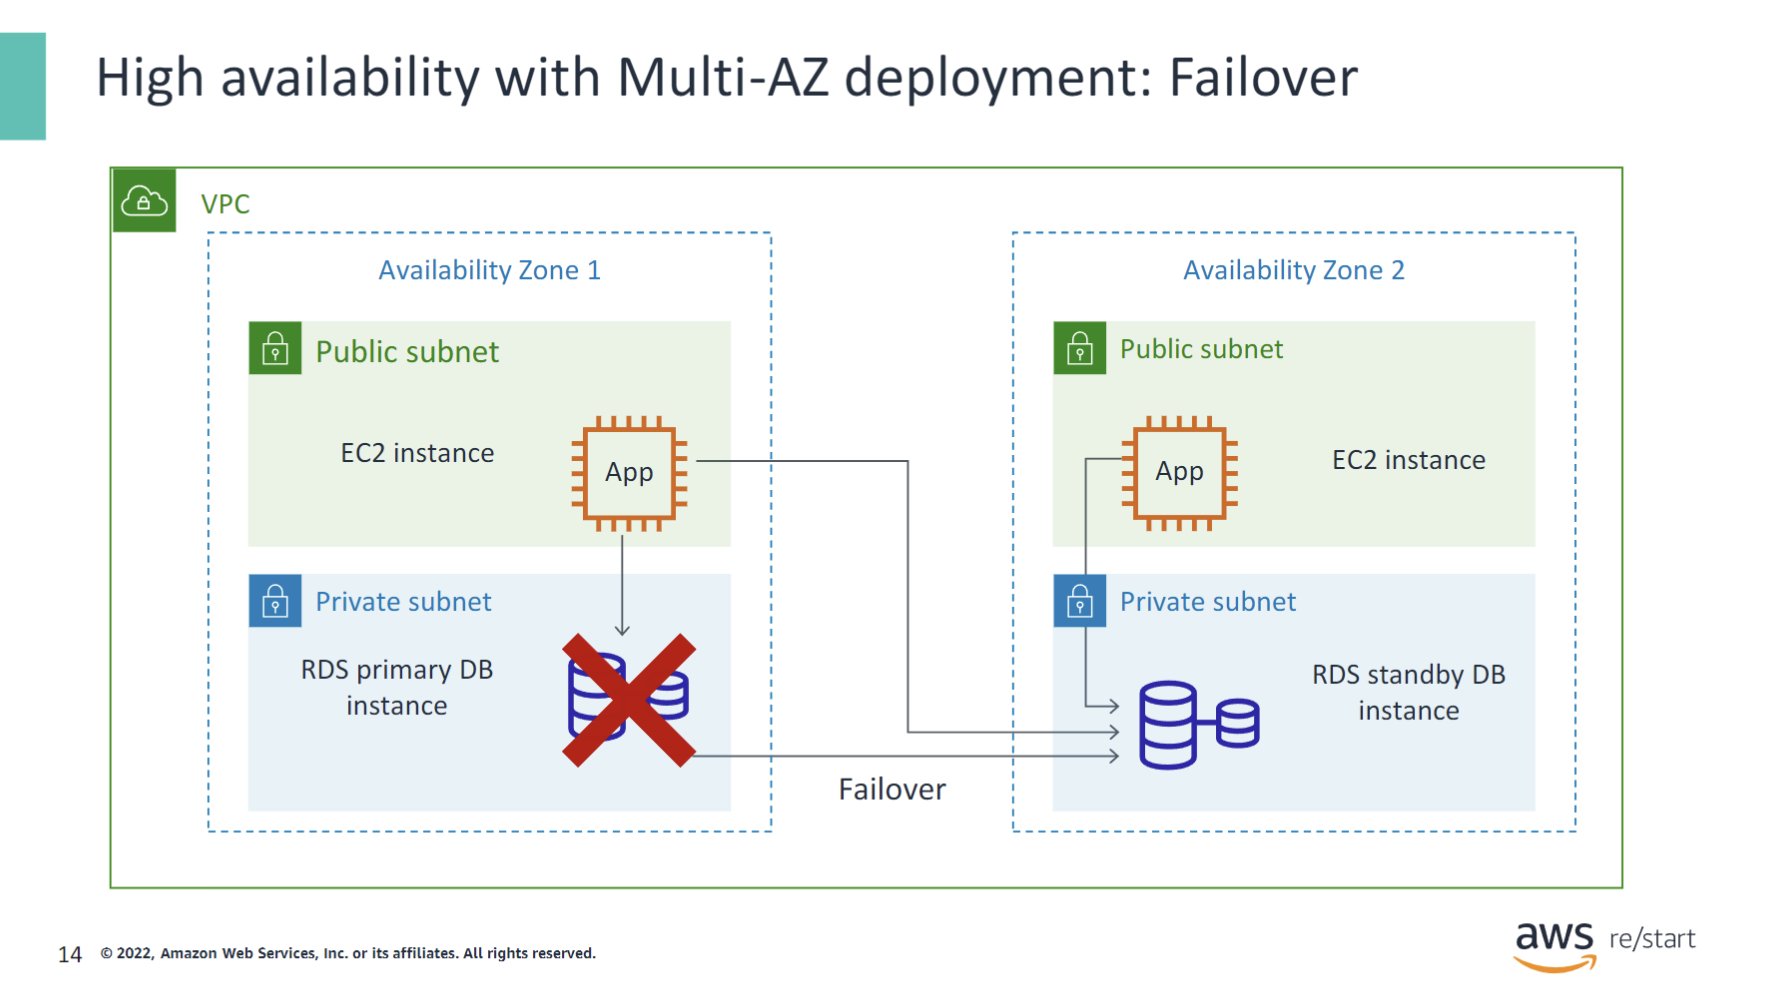 High availability with Multi-AZ deployment: Failover
VPC
Availability Zone 1
Public subnet
EC2 instance
App
Private subnet
RDS primary DB
instance
Failover
Availability Zone 2
Public subnet
App
EC2 instance
Private subnet
RDS standby DB
instance
14
© 2022, Amazon Web Services, Inc. or its affiliates. All rights reserved.
aws re/start